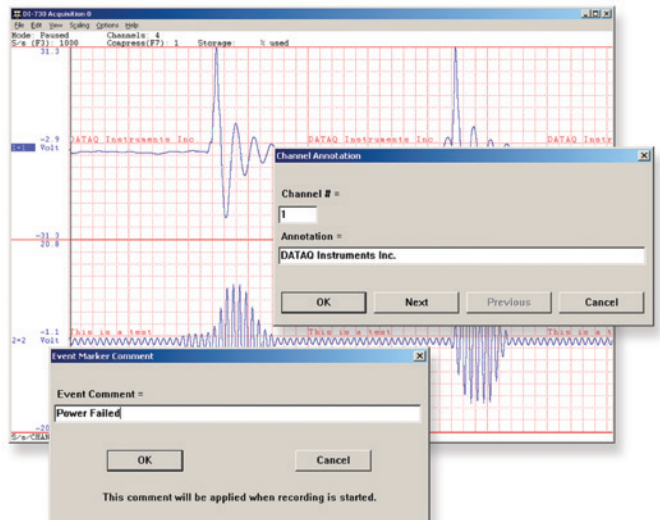 DI-730 Acquisition 0
File Edit View Scaling Options Help
Mode: Paused Channels: 4
S/s (F3): 1000 Compress(F7): 1 Storage: % used
31.3
-2.9 DATAQ Instruments Inc DATAQ Instruments Inc DATAQ Instr
1=1 Volt
-31.3
20.8
Channel Annotation
Channel # =
1
Annotation =
DATAQ Instruments Inc.
OK Next Previous Cancel
-1.1 This is a test This is a test This is a t
2=2 Volt
-20
S/s/CHAN
Event Marker Comment
Event Comment =
Power Failed
OK Cancel
This comment will be applied when recording is started.